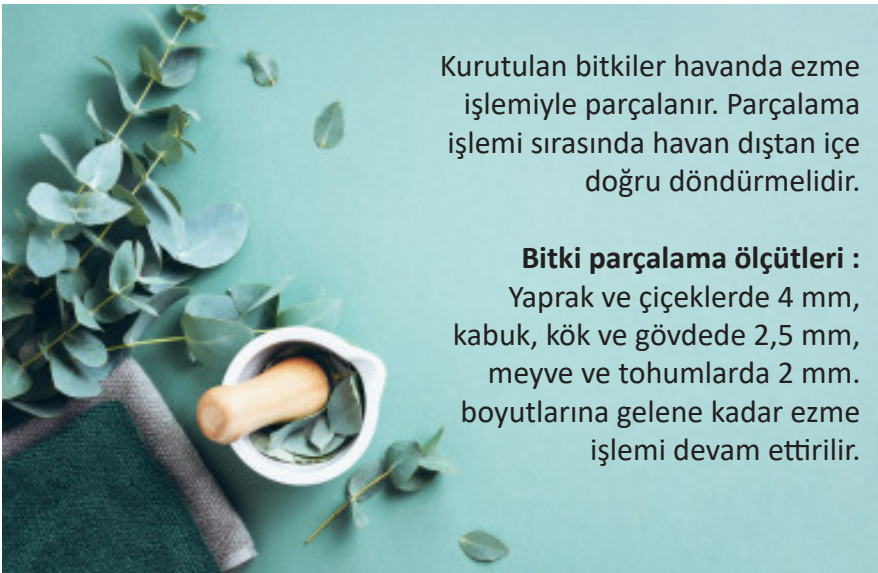 Kurutulan bitkiler havanda ezme
işlemiyle parçalanır. Parçalama
işlemi sırasında havan dıştan içe
doğru döndürmelidir.
Bitki parçalama ölçütleri :
Yaprak ve çiçeklerde 4 mm,
kabuk, kök ve gövdede 2,5 mm,
meyve ve tohumlarda 2 mm.
boyutlarına gelene kadar ezme
işlemi devam ettirilir.